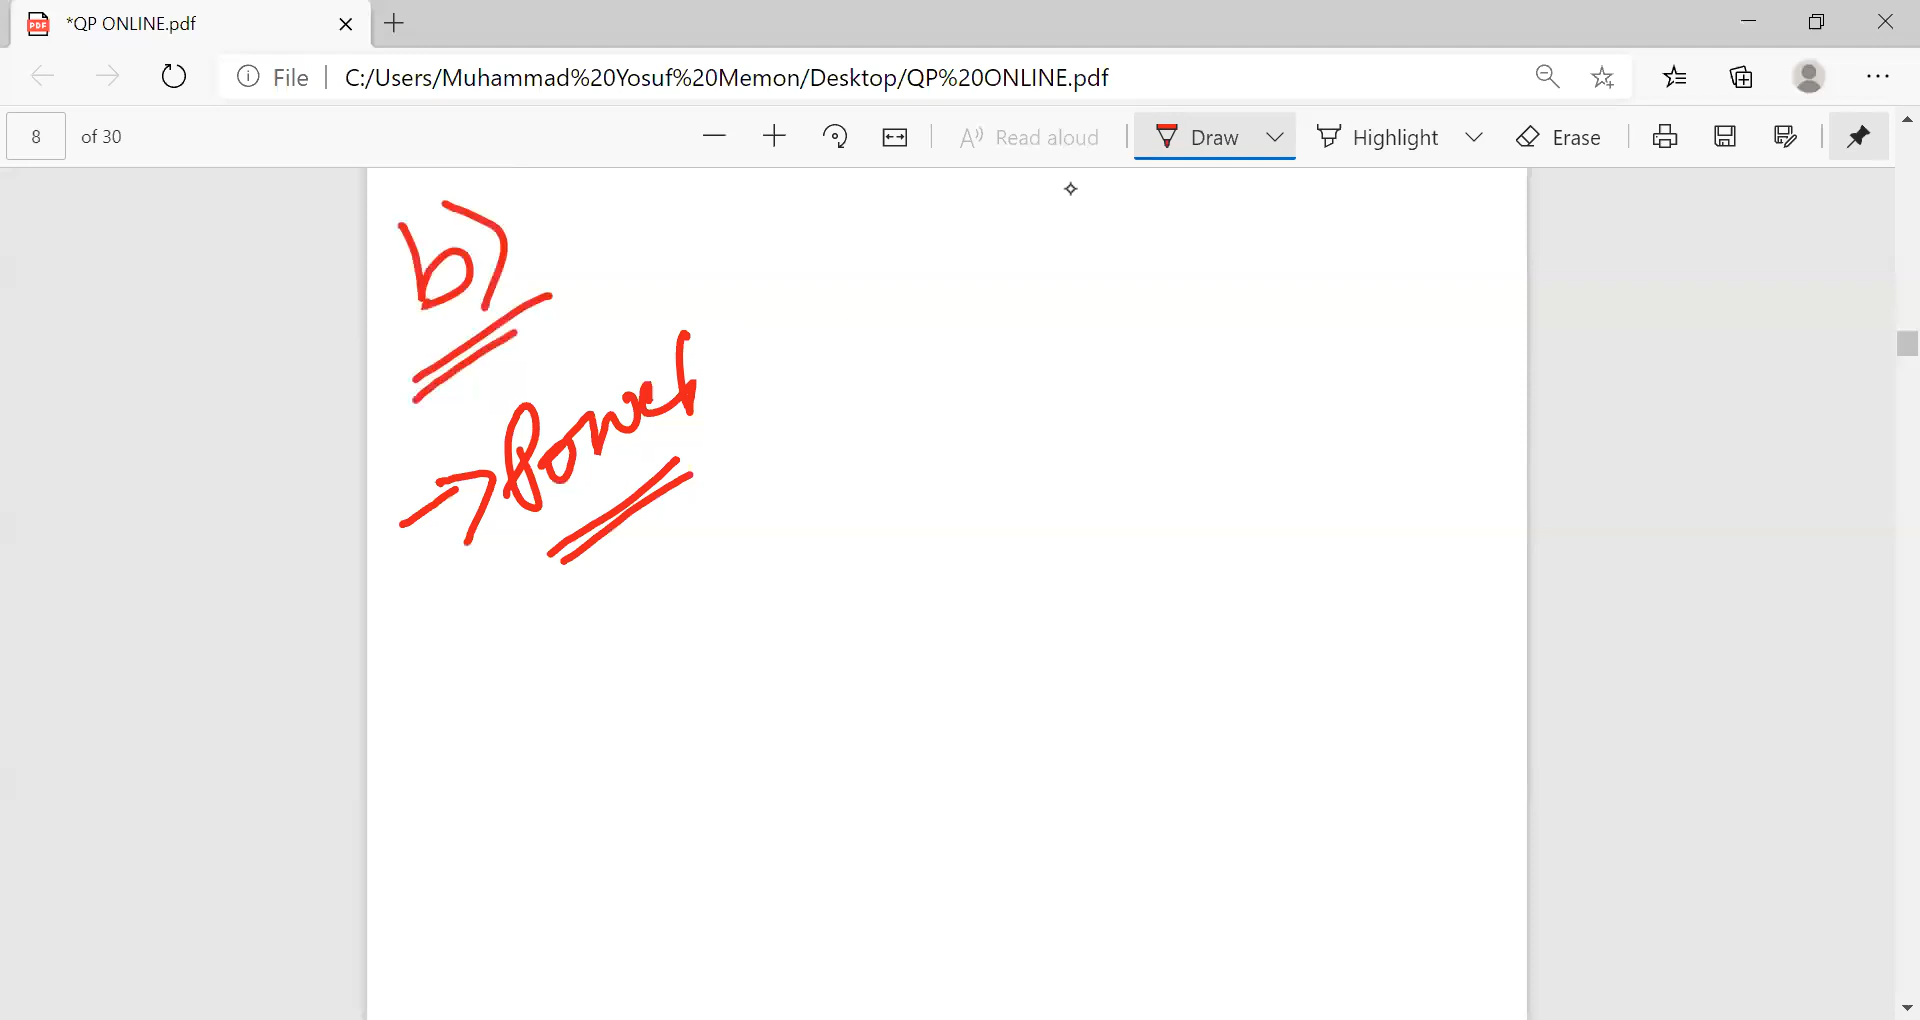 *QP ONLINE.pdf
File | C:/Users/Muhammad%20Yosuf%20Memon/Desktop/QP%20ONLINE.pdf
8 of 30 Read aloud Draw Highlight Erase
b)
→ Power